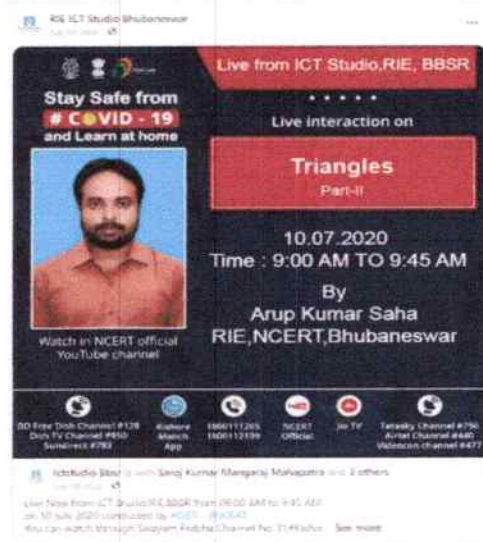 RIE ICT Studio Bhubaneswar
Stay Safe from
# COVID - 19
and Learn at home
Watch in NCERT official
YouTube channel
Live from ICT Studio,RIE, BBSR
Live interaction on
Triangles
Part-II
10.07.2020
Time : 9:00 AM TO 9:45 AM
By
Arup Kumar Saha
RIE,NCERT,Bhubaneswar
DD Free Dish Channel #128
Dish TV Channel #950
Sundirect #793
Kishore
Manch
App
1800111265
1800112199
NCERT
Official
Jio TV
Tatasky Channel #756
Airtel Channel #440
Videocon channel #477
Ictstudio Bbsr is with Saroj Kumar Mangaraj Mahapatra and 3 others.
Live Now from ICT Studio,RIE,BBSR from 09:00 AM to 9:45 AM
on 10 July 2020 conducted by
You can watch through Swayam Prabha Channel No. 31 See more